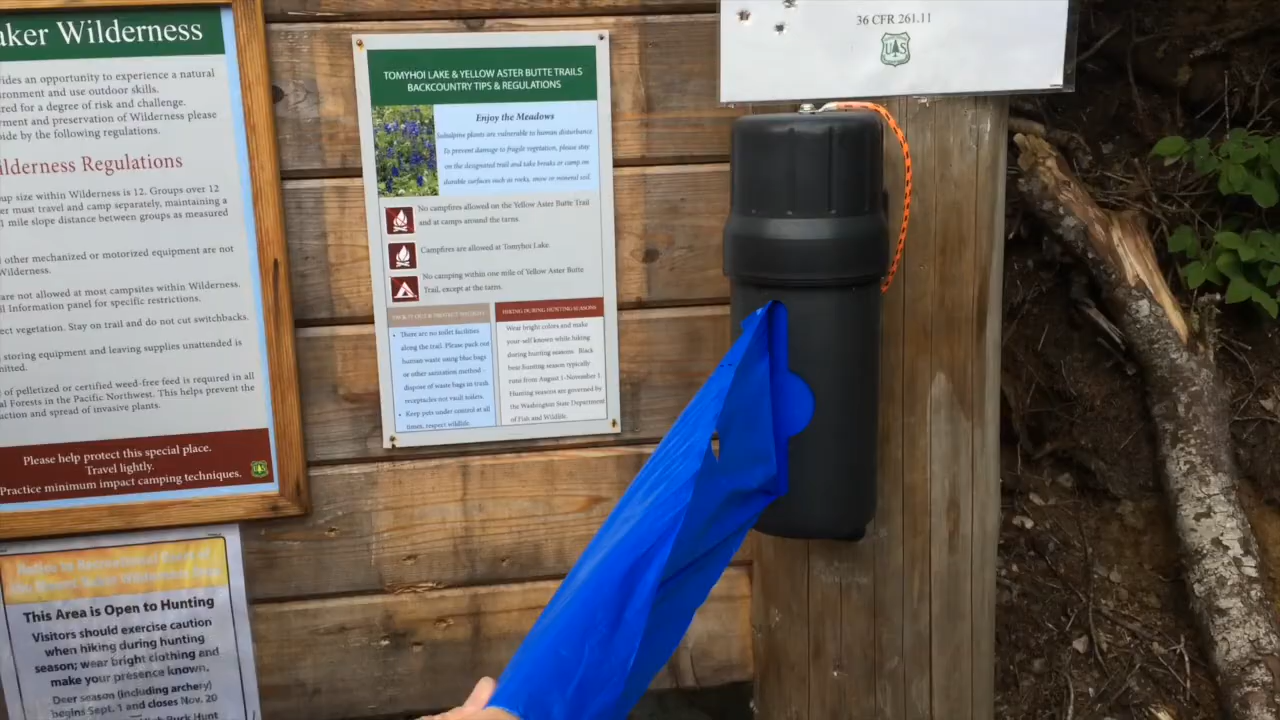 aker Wilderness
ides an opportunity to experience a natural
ironment and use outdoor skills.
red for a degree of risk and challenge.
ment and preservation of Wilderness please
ide by the following regulations.
ilderness Regulations
up size within Wilderness is 12. Groups over 12
er must travel and camp separately, maintaining a
1 mile slope distance between groups as measured
other mechanized or motorized equipment are not
Wilderness.
are not allowed at most campsites within Wilderness.
l Information panel for specific restrictions.
ect vegetation. Stay on trail and do not cut switchbacks.
storing equipment and leaving supplies unattended is
mitted.
of pelletized or certified weed-free feed is required in all
al Forests in the Pacific Northwest. This helps prevent the
uction and spread of invasive plants.
Please help protect this special place.
Travel lightly.
Practice minimum impact camping techniques.
This Area is Open to Hunting
Visitors should exercise caution
when hiking during hunting
season; wear bright clothing and
make your presence known.
Deer season (including archery)
begins Sept. 1 and closes Nov. 20
Buck Hunt
TOMYHOI LAKE & YELLOW ASTER BUTTE TRAILS
BACKCOUNTRY TIPS & REGULATIONS
Enjoy the Meadows
Subalpine plants are vulnerable to human disturbance
To prevent damage to fragile vegetation, please stay
on the designated trail and take breaks or camp on
durable surfaces such as rocks, snow or mineral soil.
No campfires allowed on the Yellow Aster Butte Trail
and at camps around the tarns.
Campfires are allowed at Tomyhoi Lake.
No camping within one mile of Yellow Aster Butte
Trail, except at the tarns.
• There are no toilet facilities
along the trail. Please pack out
human waste using blue bags
or other sanitation method -
dispose of waste bags in trash
receptacles not vault toilets.
• Keep pets under control at all
times, respect wildlife.
HIKING DURING HUNTING SEASONS
Wear bright colors and make
your self known while hiking
during hunting seasons. Black
bear hunting season typically
runs from August 1-November 1.
Hunting seasons are governed by
the Washington State Department
of Fish and Wildlife.
36 CFR 261.11
US